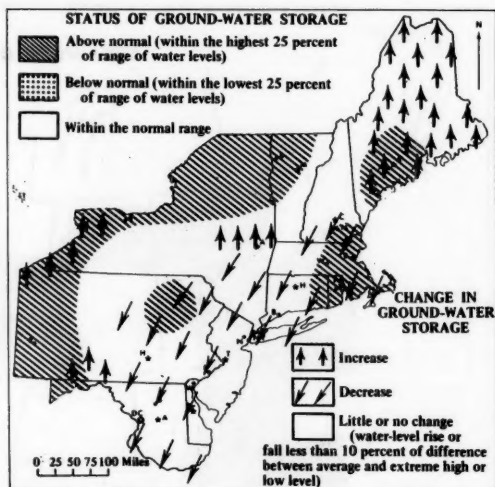 STATUS OF GROUND-WATER STORAGE
Above normal (within the highest 25 percent
of range of water levels)
Below normal (within the lowest 25 percent
of range of water levels)
Within the normal range
N
CHANGE IN
GROUND-WATER
STORAGE
Increase
Decrease
Little or no change
(water-level rise or
fall less than 10 percent of difference
between average and extreme high or
low level)
0 25 50 75 100 Miles